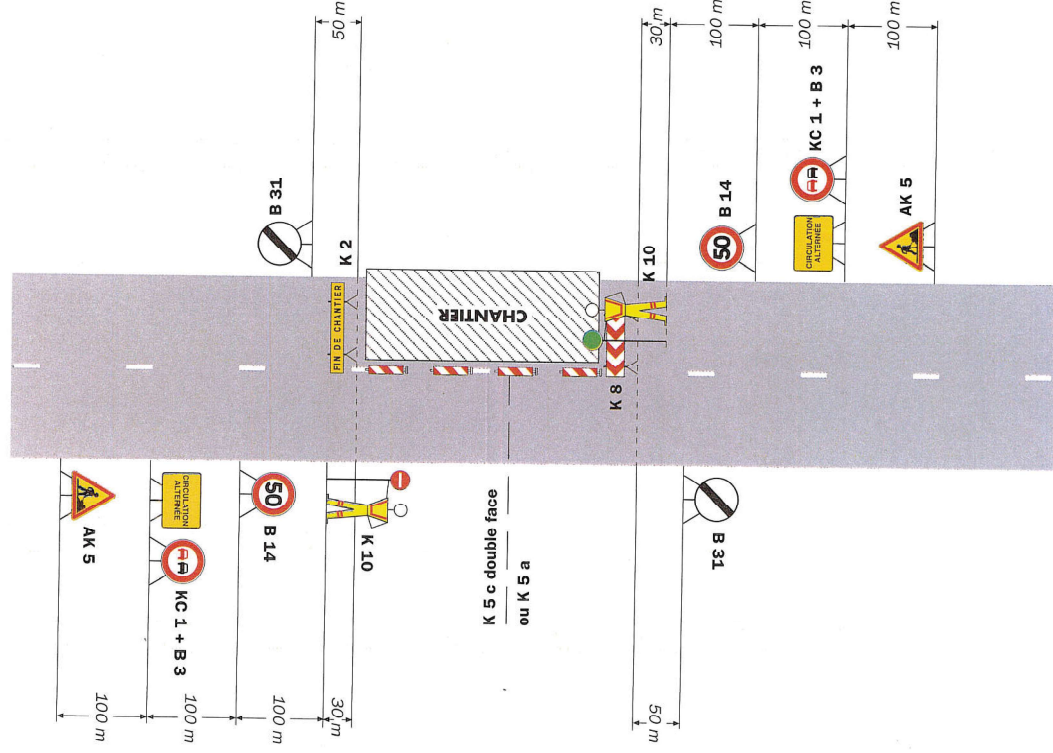 50 m
B 31
K 2
FIN DE CHANTIER
CHANTIER
K 8
K 10
30 m
100 m
100 m
100 m
50
B 14
KC 1 + B 3
CIRCULATION
ALTERNÉE
AK 5
AK 5
CIRCULATION
ALTERNÉE
KC 1 + B 3
50
B 14
K 10
K 5 c double face
ou K 5 a
B 31
100 m
100 m
100 m
30 m
50 m